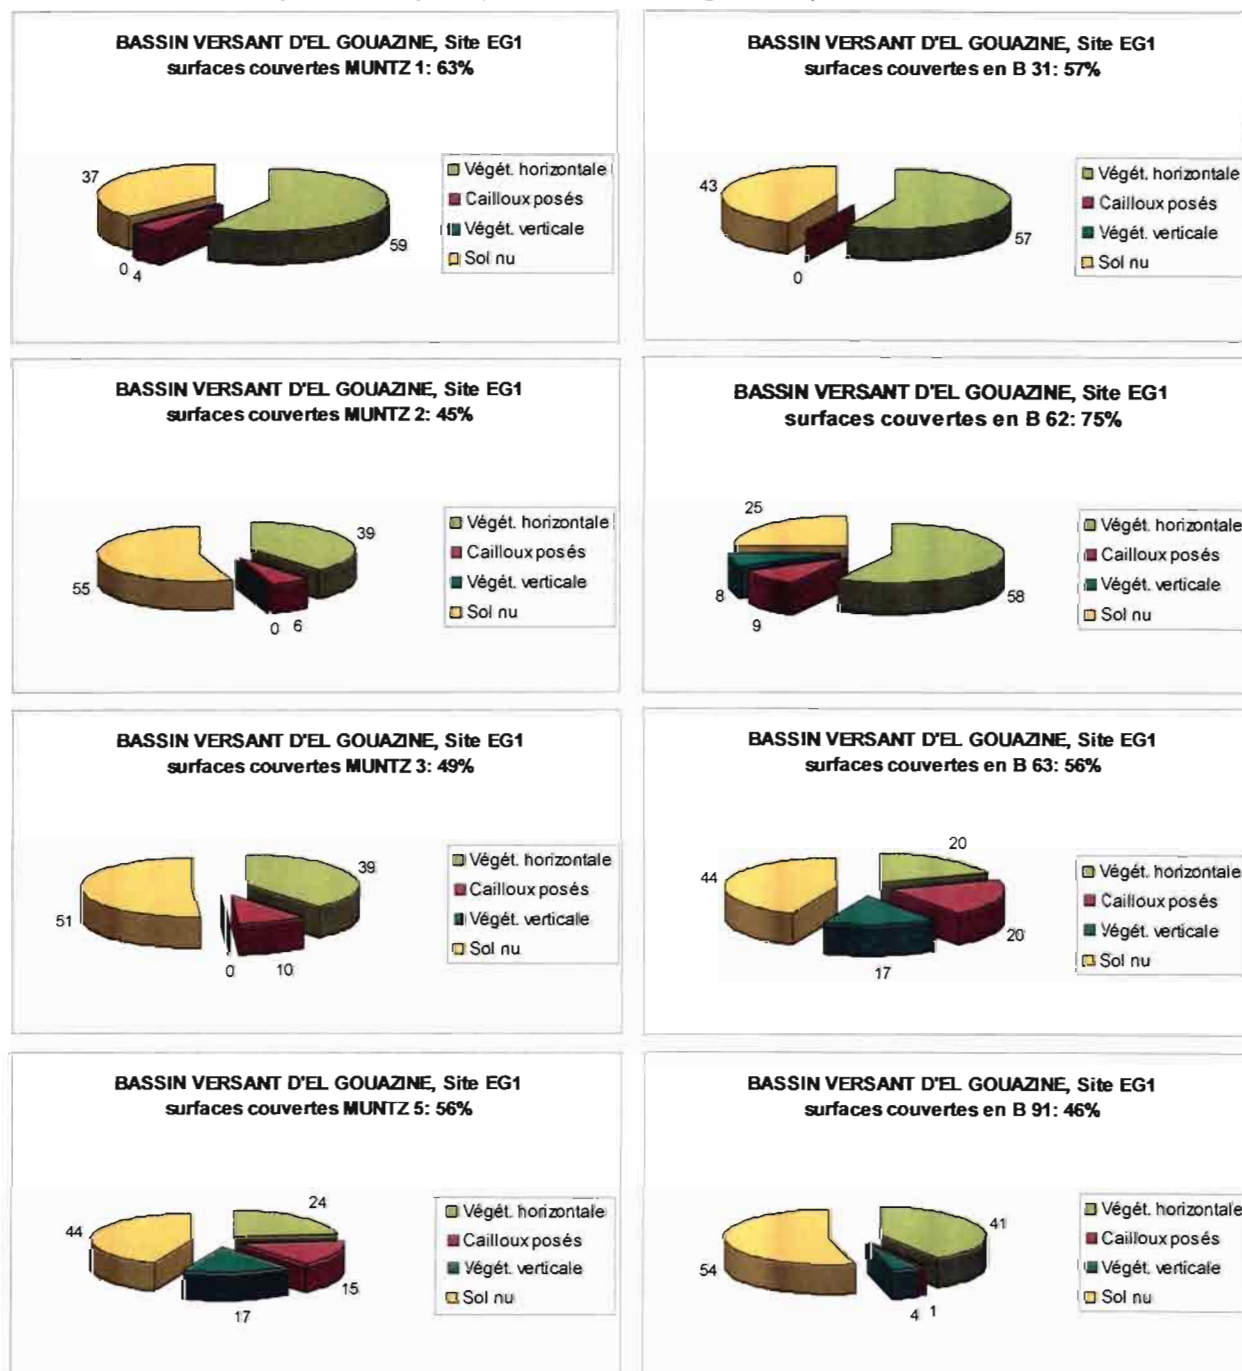 BASSIN VERSANT D'EL GOUAZINE, Site EG1
surfaces couvertes MUNTZ 1: 63%
37
0
4
59
Végét. horizontale
Cailloux posés
Végét. verticale
Sol nu
BASSIN VERSANT D'EL GOUAZINE, Site EG1
surfaces couvertes en B 31: 57%
43
0
57
Végét. horizontale
Cailloux posés
Végét. verticale
Sol nu
BASSIN VERSANT D'EL GOUAZINE, Site EG1
surfaces couvertes MUNTZ 2: 45%
39
55
0
6
Végét. horizontale
Cailloux posés
Végét. verticale
Sol nu
BASSIN VERSANT D'EL GOUAZINE, Site EG1
surfaces couvertes en B 62: 75%
25
8
9
58
Végét. horizontale
Cailloux posés
Végét. verticale
Sol nu
BASSIN VERSANT D'EL GOUAZINE, Site EG1
surfaces couvertes MUNTZ 3: 49%
39
51
0
10
Végét. horizontale
Cailloux posés
Végét. verticale
Sol nu
BASSIN VERSANT D'EL GOUAZINE, Site EG1
surfaces couvertes en B 63: 56%
20
44
20
17
Végét. horizontale
Cailloux posés
Végét. verticale
Sol nu
BASSIN VERSANT D'EL GOUAZINE, Site EG1
surfaces couvertes MUNTZ 5: 56%
24
44
15
17
Végét. horizontale
Cailloux posés
Végét. verticale
Sol nu
BASSIN VERSANT D'EL GOUAZINE, Site EG1
surfaces couvertes en B 91: 46%
41
54
4
1
Végét. horizontale
Cailloux posés
Végét. verticale
Sol nu